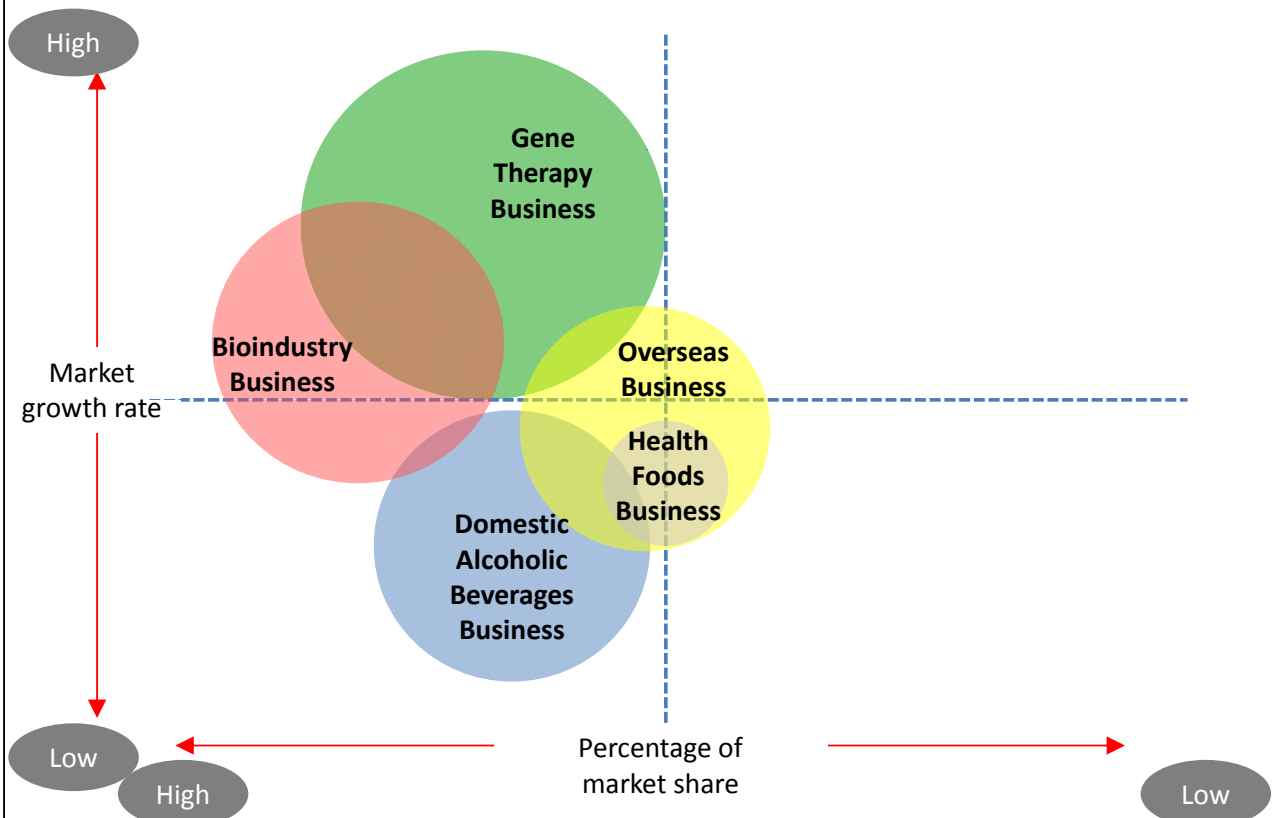 High
Gene
Therapy
Business
Bioindustry
Business
Overseas
Business
Market
growth rate
Health
Foods
Business
Domestic
Alcoholic
Beverages
Business
Low
High
Percentage of
market share
Low